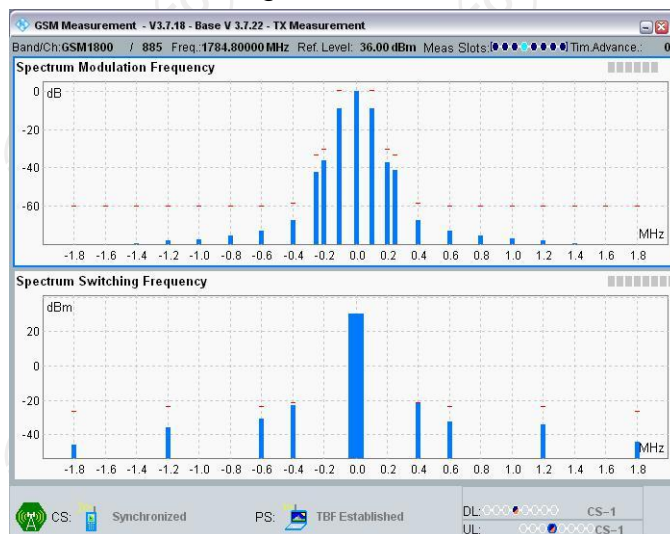 GSM Measurement - V3.7.18 - Base V 3.7.22 - TX Measurement
Band/Ch:GSM1800 / 885 Freq.:1784.80000 MHz Ref. Level: 36.00 dBm Meas Slots: Tim.Advance.: 0
Spectrum Modulation Frequency
dB
0
-20
-40
-60
MHz
-1.8 -1.6 -1.4 -1.2 -1.0 -0.8 -0.6 -0.4 -0.2 0.0 0.2 0.4 0.6 0.8 1.0 1.2 1.4 1.6 1.8
Spectrum Switching Frequency
dBm
20
0
-20
-40
MHz
-1.8 -1.6 -1.4 -1.2 -1.0 -0.8 -0.6 -0.4 -0.2 0.0 0.2 0.4 0.6 0.8 1.0 1.2 1.4 1.6 1.8
CS: Synchronized PS: TBF Established
DL: CS-1
UL: CS-1